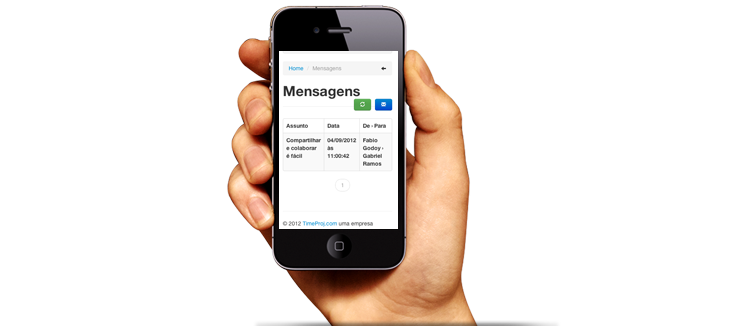 Home / Mensagens
Mensagens
Assunto Data De - Para
Compartilhar 04/09/2012 Fabio
e colaborar às Godoy -
é fácil 11:00:42 Gabriel
Ramos
1
© 2012 TimeProj.com uma empresa